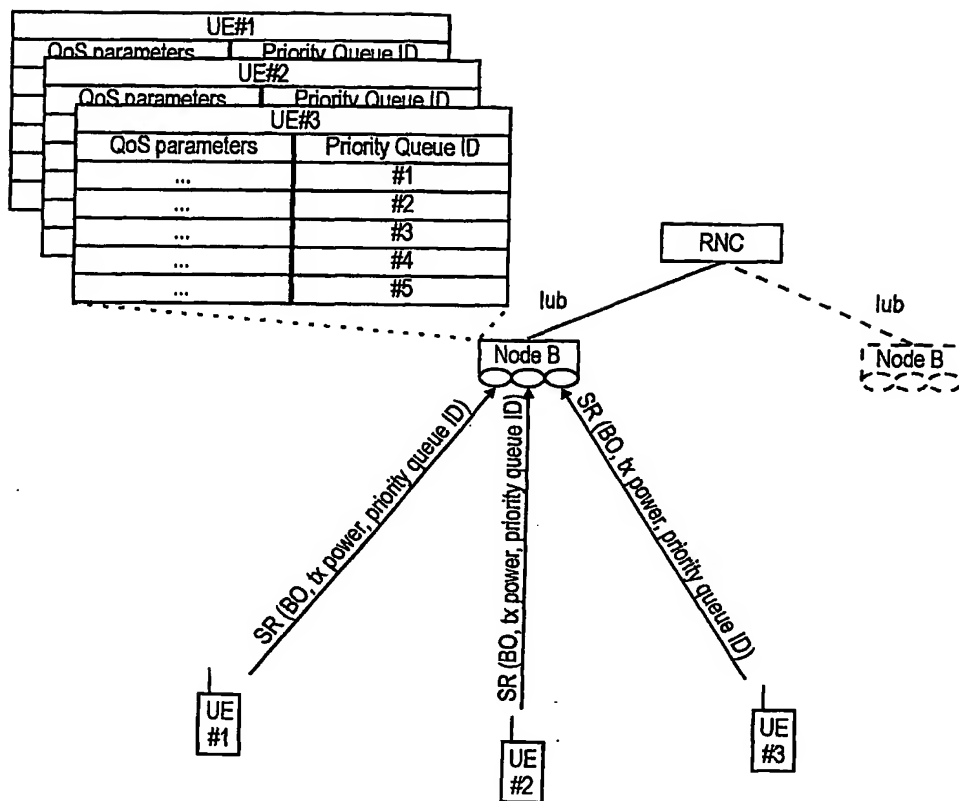 UE#1
QoS parameters Priority Queue ID
UE#2
QoS parameters Priority Queue ID
UE#3
QoS parameters Priority Queue ID
... #1
... #2
... #3
... #4
... #5
RNC
Iub
Iub
Node B
Node B
SR (BO, tx power, priority queue ID)
SR (BO, tx power, priority queue ID)
SR (BO, tx power, priority queue ID)
UE
#1
UE
#2
UE
#3